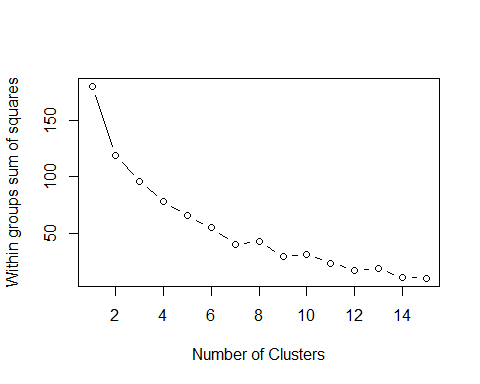 Within groups sum of squares
150
100
50
2 4 6 8 10 12 14
Number of Clusters